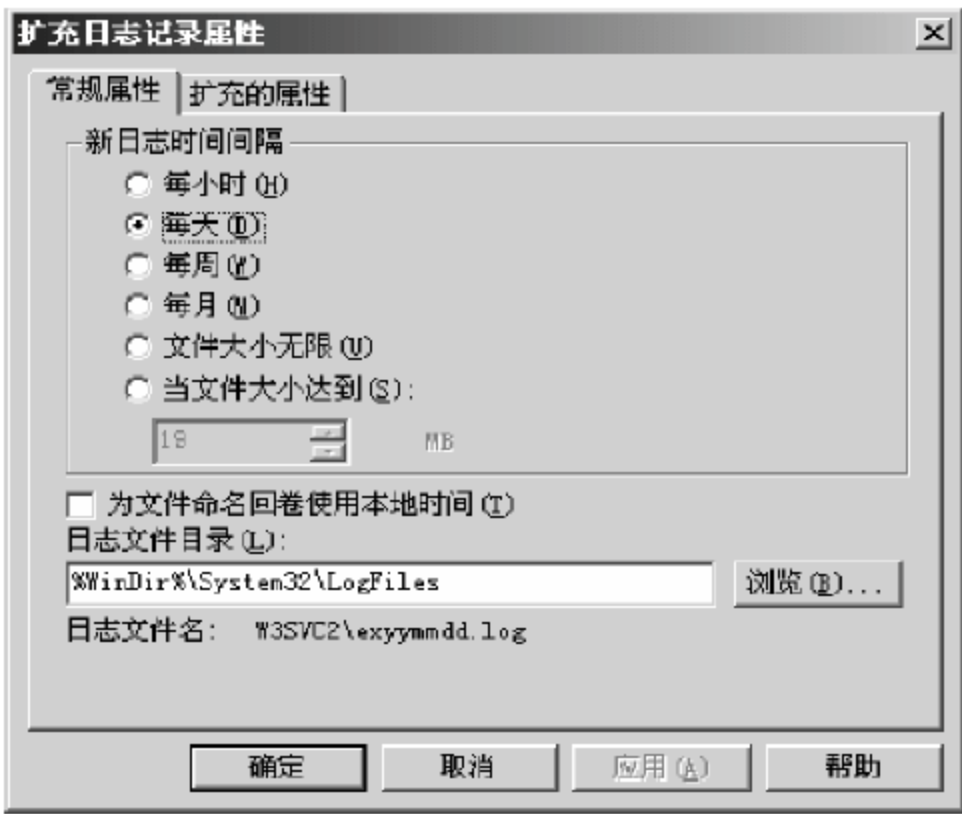 扩充日志记录属性
常规属性 扩充的属性
新日志时间间隔
每小时(H)
每天(D)
每周(W)
每月(M)
文件大小无限(U)
当文件大小达到(S):
19 MB
为文件命名回卷使用本地时间(T)
日志文件目录(L):
%WinDir%\System32\LogFiles 浏览(B)...
日志文件名: W3SVC2\exyymmdd.log
确定 取消 应用(A) 帮助